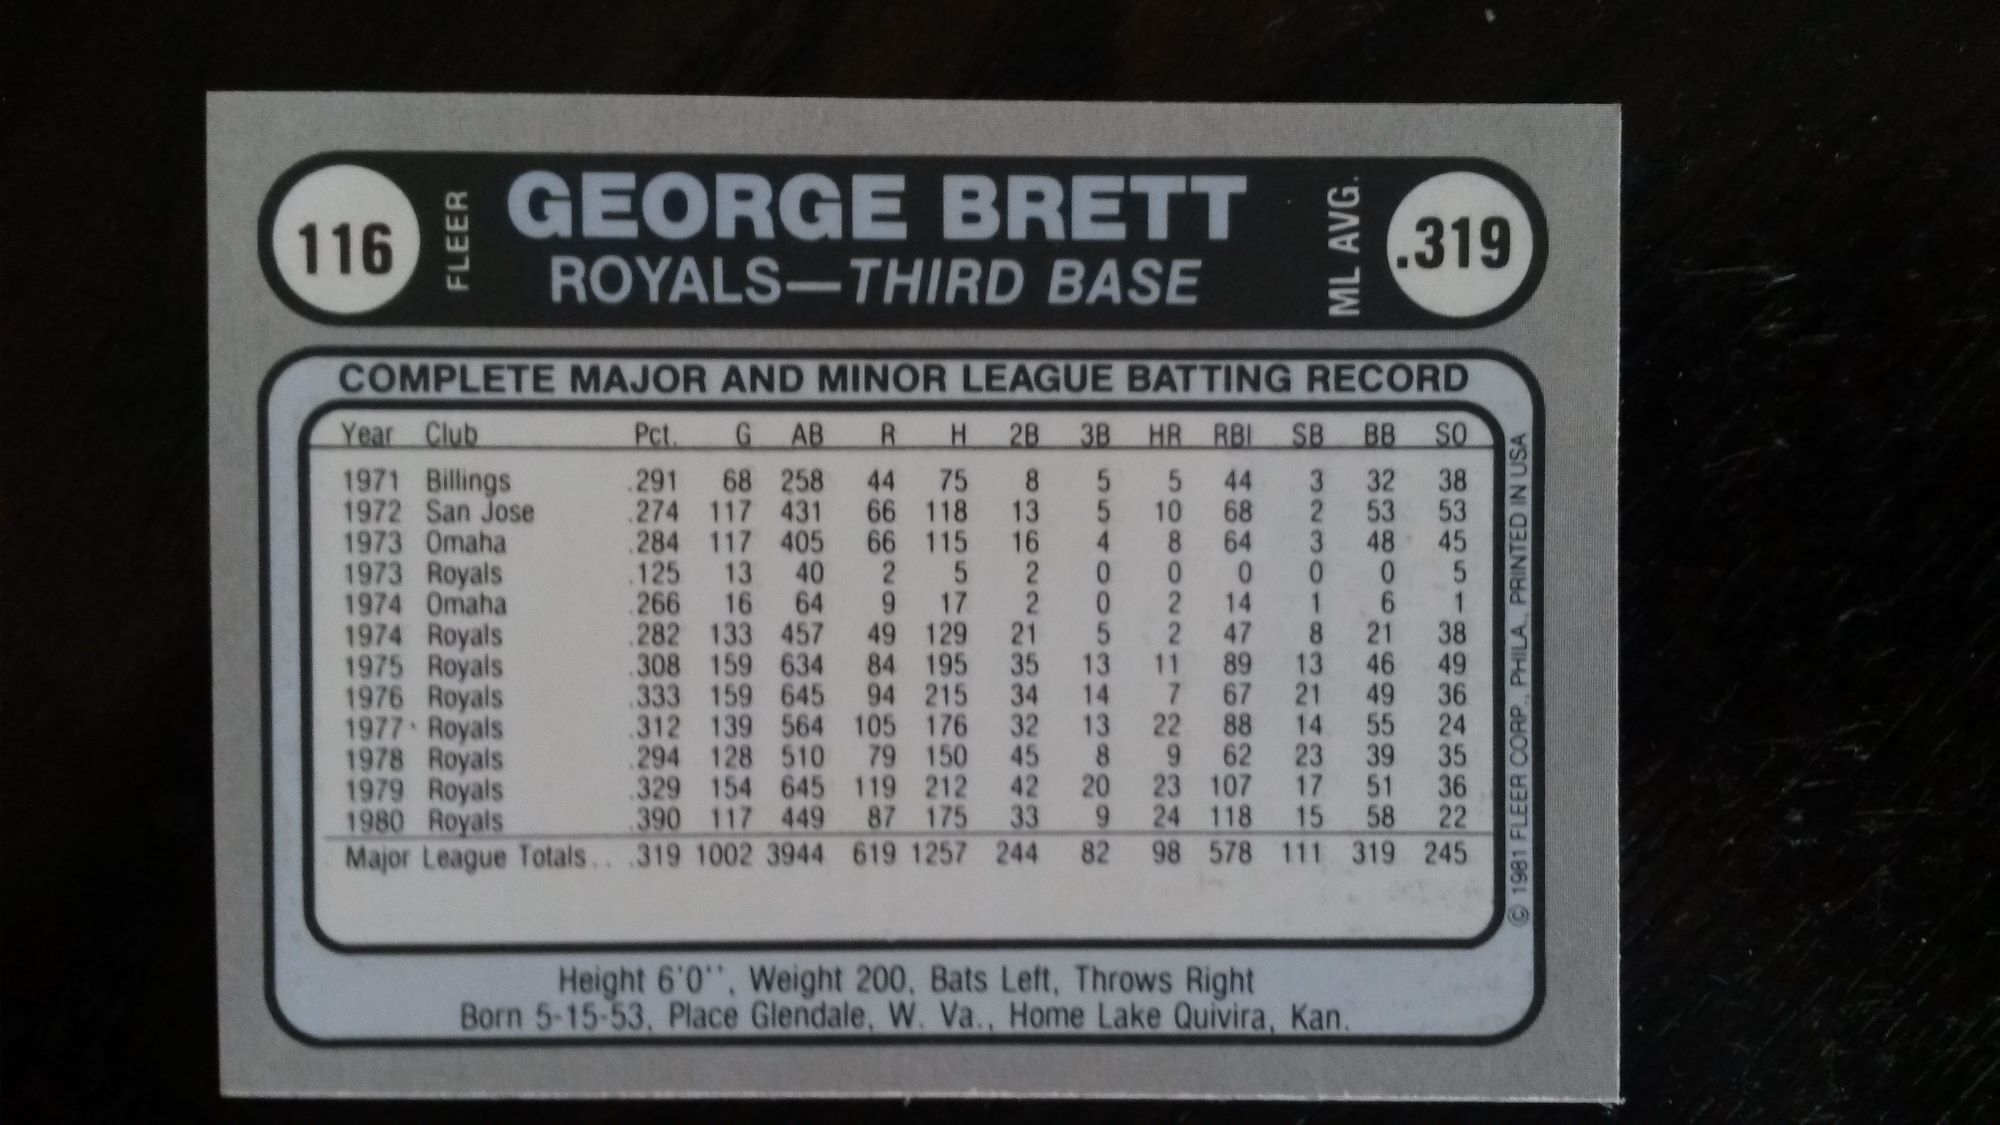 116 FLEER GEORGE BRETT ML AVG. .319
ROYALS—THIRD BASE
COMPLETE MAJOR AND MINOR LEAGUE BATTING RECORD
Year Club Pct. G AB R H 2B 3B HR RBI SB BB SO
1971 Billings .291 68 258 44 75 8 5 5 44 3 32 38
1972 San Jose .274 117 431 66 118 13 5 10 68 2 53 53
1973 Omaha .284 117 405 66 115 16 4 8 64 3 48 45
1973 Royals .125 13 40 2 5 2 0 0 0 0 0 5
1974 Omaha .266 16 64 9 17 2 0 2 14 1 6 1
1974 Royals .282 133 457 49 129 21 5 2 47 8 21 38
1975 Royals .308 159 634 84 195 35 13 11 89 13 46 49
1976 Royals .333 159 645 94 215 34 14 7 67 21 49 36
1977 Royals .312 139 564 105 176 32 13 22 88 14 55 24
1978 Royals .294 128 510 79 150 45 8 9 62 23 39 35
1979 Royals .329 154 645 119 212 42 20 23 107 17 51 36
1980 Royals .390 117 449 87 175 33 9 24 118 15 58 22
Major League Totals.. .319 1002 3944 619 1257 244 82 98 578 111 319 245
© 1981 FLEER CORP., PHILA., PRINTED IN USA
Height 6'0'', Weight 200, Bats Left, Throws Right
Born 5-15-53, Place Glendale, W. Va., Home Lake Quivira, Kan.